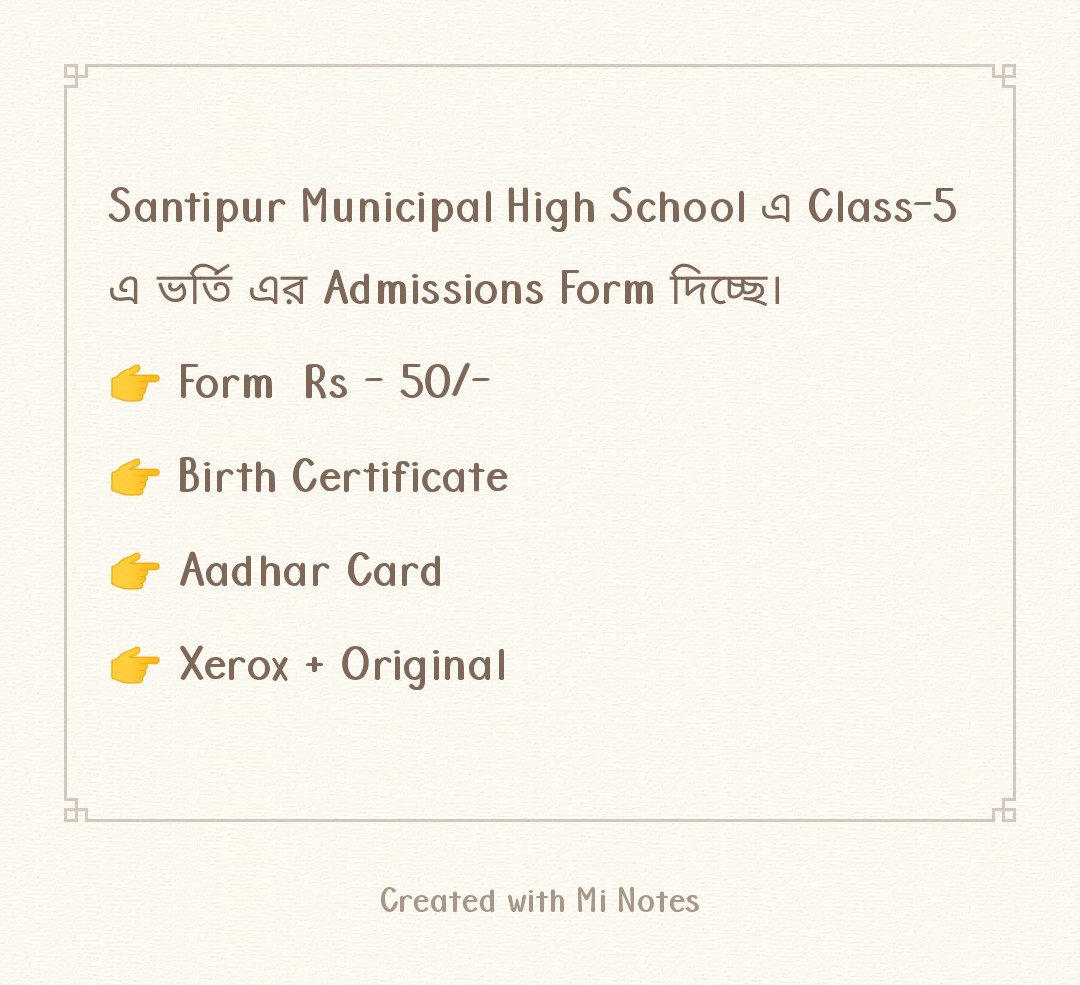 Santipur Municipal High School এ Class-5
এ ভর্তি এর Admissions Form দিচ্ছে।
👉 Form  Rs - 50/-
👉 Birth Certificate
👉 Aadhar Card
👉 Xerox + Original
Created with Mi Notes